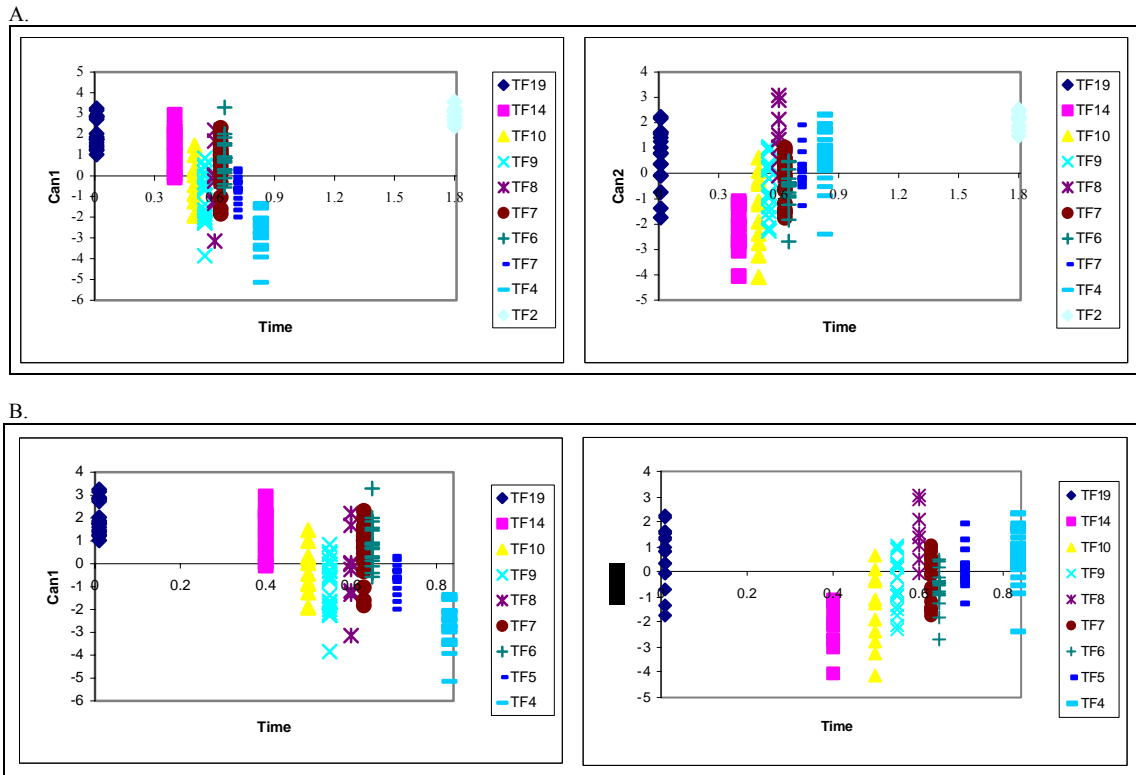 A.
5
4
3
2
1
0
-1
-2
-3
-4
-5
-6
0 0.3 0.6 0.9 1.2 1.5 1.8
Can1
Time
TF19
TF14
TF10
TF9
TF8
TF7
TF6
TF7
TF4
TF2
4
3
2
1
0
-1
-2
-3
-4
-5
0.3 0.6 0.9 1.2 1.5 1.8
Can2
Time
TF19
TF14
TF10
TF9
TF8
TF7
TF6
TF7
TF4
TF2
B.
4
3
2
1
0
-1
-2
-3
-4
-5
-6
0 0.2 0.4 0.6 0.8
Can1
Time
TF19
TF14
TF10
TF9
TF8
TF7
TF6
TF5
TF4
4
3
2
1
0
-1
-2
-3
-4
-5
0 0.2 0.4 0.6 0.8
Time
TF19
TF14
TF10
TF9
TF8
TF7
TF6
TF5
TF4